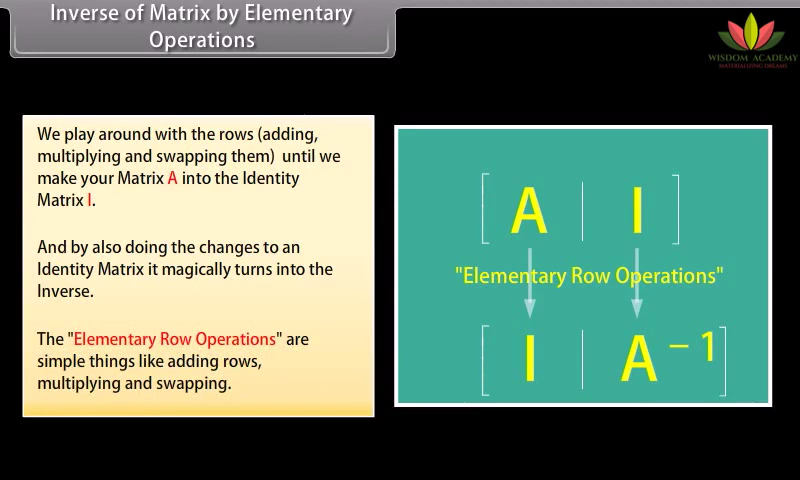 Inverse of Matrix by Elementary
Operations
WISDOM ACADEMY
MATERIALIZING DREAMS
We play around with the rows (adding,
multiplying and swapping them) until we
make your Matrix A into the Identity
Matrix I.
And by also doing the changes to an
Identity Matrix it magically turns into the
Inverse.
The "Elementary Row Operations" are
simple things like adding rows,
multiplying and swapping.
[ A | I ]
"Elementary Row Operations"
[ I | A⁻¹ ]